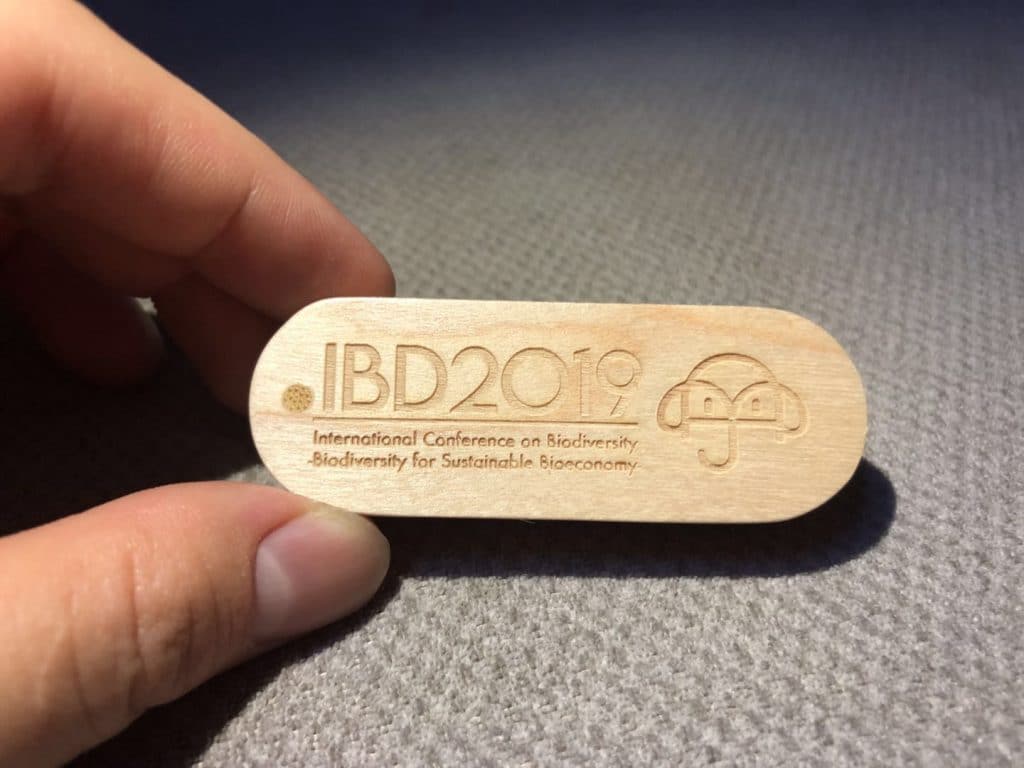 IBD2019
International Conference on Biodiversity
-Biodiversity for Sustainable Bioeconomy